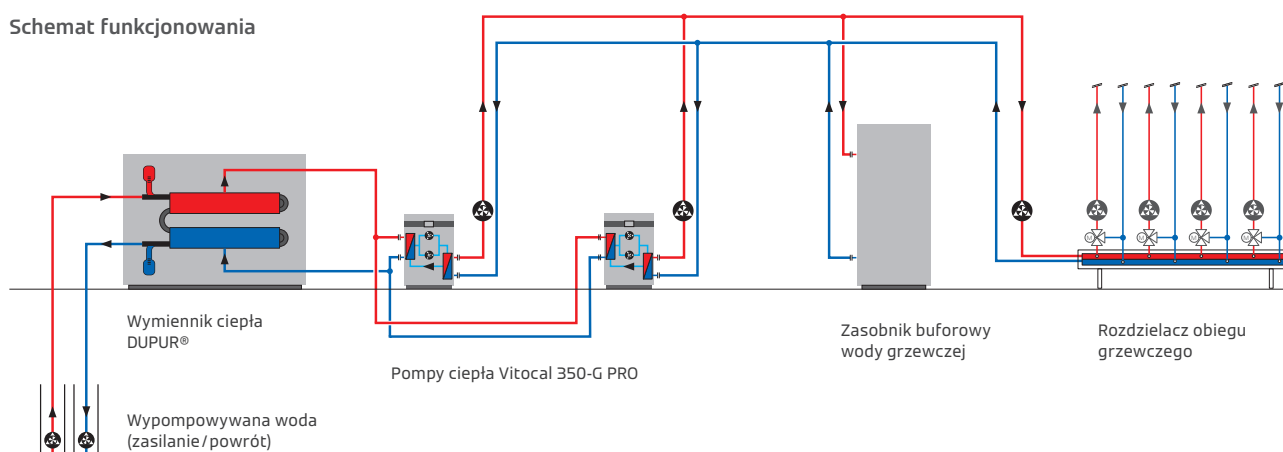 Schemat funkcjonowania
Wymiennik ciepła
DUPUR®
Pompy ciepła Vitocal 350-G PRO
Zasobnik buforowy
wody grzewczej
Rozdzielacz obiegu
grzewczego
Wypompowywana woda
(zasilanie/powrót)
M M M M